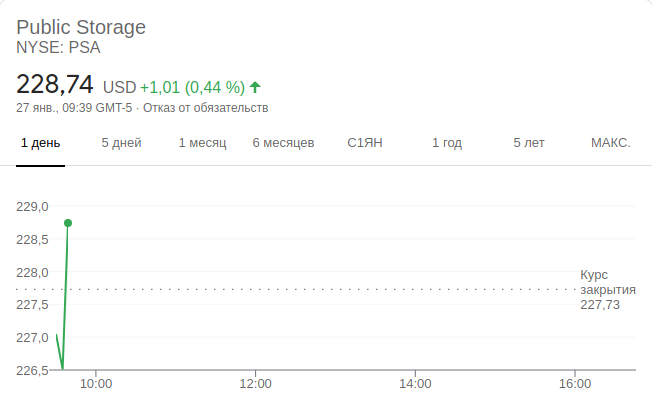 Public Storage
NYSE: PSA
228,74 USD +1,01 (0,44 %)
27 янв., 09:39 GMT-5 · Отказ от обязательств
1 день 5 дней 1 месяц 6 месяцев С1ЯН 1 год 5 лет МАКС.
229,0
228,5
228,0
227,5
227,0
226,5
Курс
закрытия
227,73
10:00 12:00 14:00 16:00